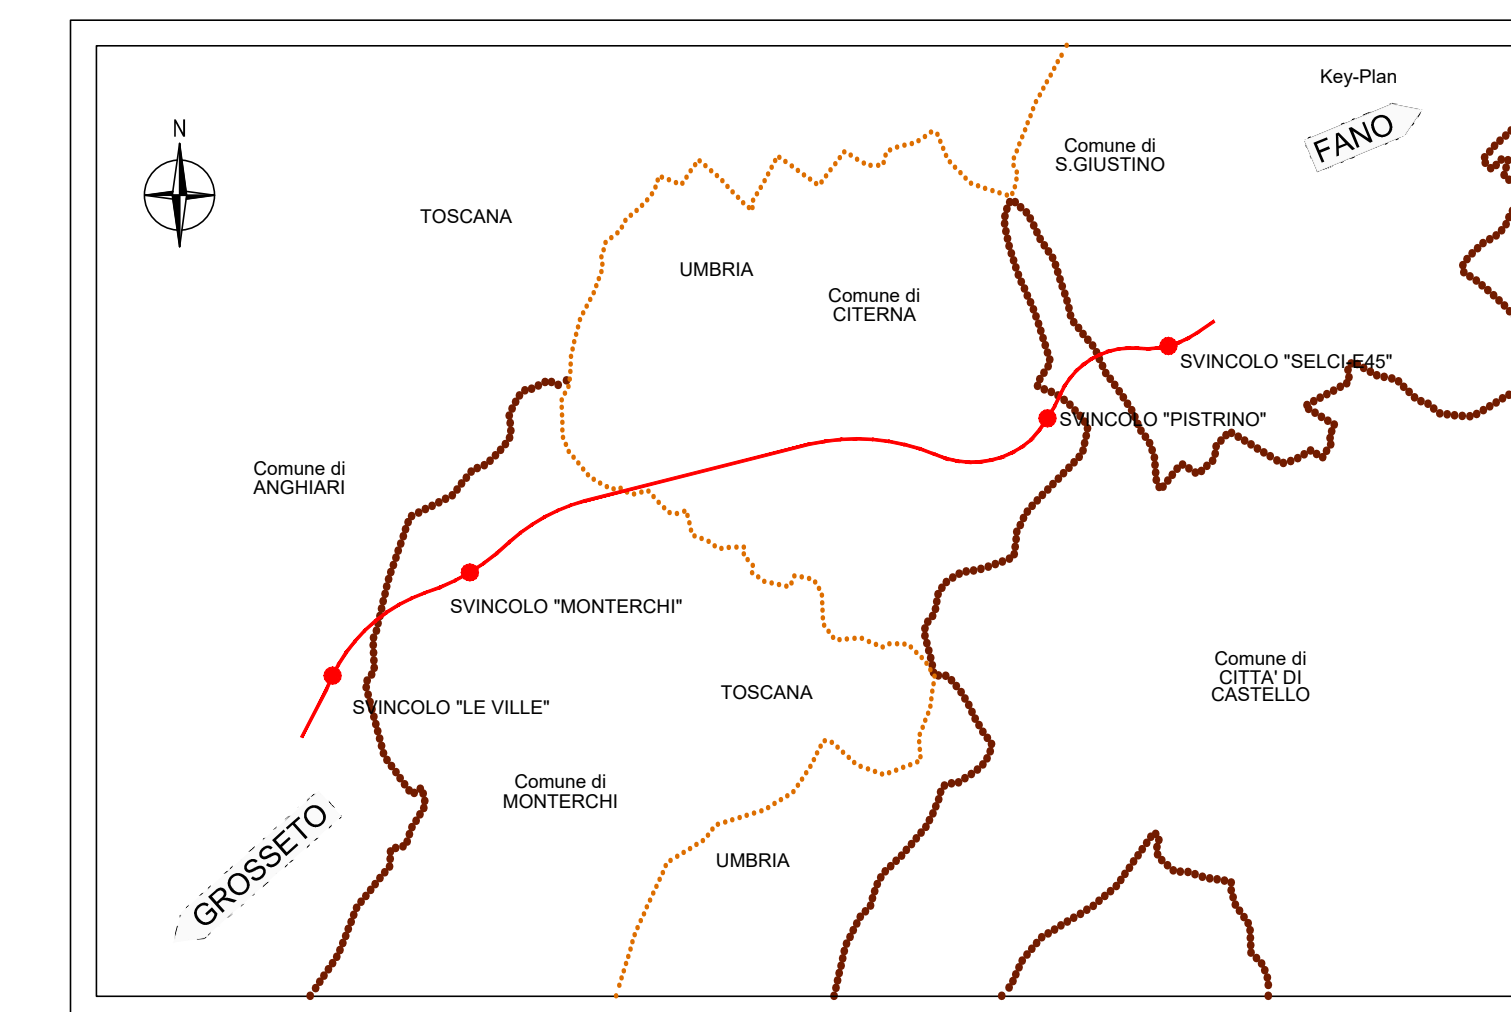 Key-Plan
FANO
N
Comune di
S.GIUSTINO
TOSCANA
UMBRIA
Comune di
CITERNA
SVINCOLO "SELCI-E45"
SVINCOLO "PISTRINO"
Comune di
ANGHIARI
SVINCOLO "MONTERCHI"
Comune di
CITTA' DI
CASTELLO
TOSCANA
SVINCOLO "LE VILLE"
Comune di
MONTERCHI
GROSSETO
UMBRIA